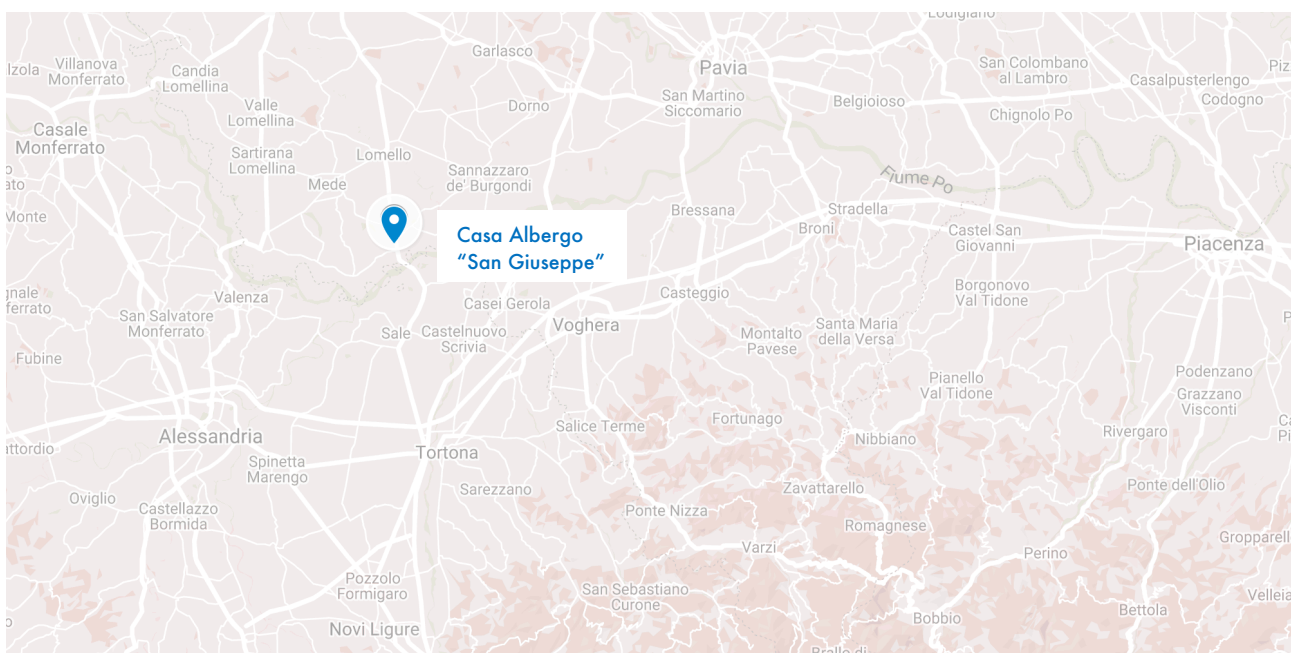 Lodigiano
Garlasco
Villanova
Monferrato
Candia
Lomellina
Pavia
San Colombano
al Lambro
Casalpusterlengo
Codogno
Valle
Lomellina
Dorno
San Martino
Siccomario
Belgioioso
Chignolo Po
Casale
Monferrato
Sartirana
Lomellina
Lomello
Mede
Sannazzaro
de' Burgondi
Fiume Po
Monte
Bressana
Stradella
Broni
Castel San
Giovanni
Piacenza
Casa Albergo
“San Giuseppe”
Valenza
Casei Gerola
Casteggio
Borgonovo
Val Tidone
San Salvatore
Monferrato
Sale
Castelnuovo
Scrivia
Voghera
Montalto
Pavese
Santa Maria
della Versa
Fubine
Pianello
Val Tidone
Podenzano
Grazzano
Visconti
Alessandria
Salice Terme
Fortunago
Nibbiano
Rivergaro
Tortona
Spinetta
Marengo
Sarezzano
Zavattarello
Ponte dell'Olio
Oviglio
Castellazzo
Bormida
Ponte Nizza
Romagnese
Varzi
Perino
Gropparell
Pozzolo
Formigaro
San Sebastiano
Curone
Bobbio
Bettola
Velleia
Novi Ligure